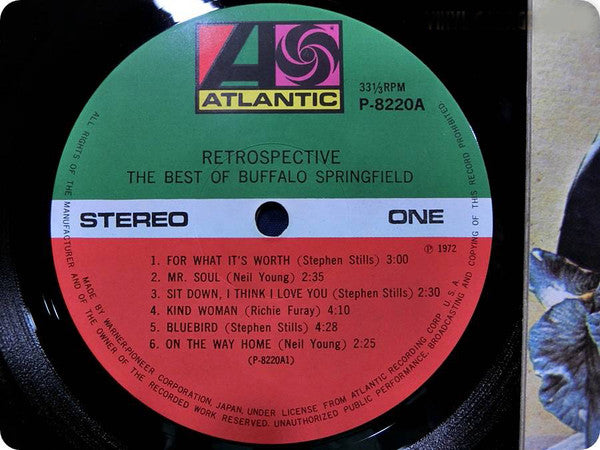 ATLANTIC
33⅓RPM
P-8220A
RETROSPECTIVE
THE BEST OF BUFFALO SPRINGFIELD
STEREO
ONE
℗ 1972
1. FOR WHAT IT'S WORTH (Stephen Stills) 3:00
2. MR. SOUL (Neil Young) 2:35
3. SIT DOWN, I THINK I LOVE YOU (Stephen Stills) 2:30
4. KIND WOMAN (Richie Furay) 4:10
5. BLUEBIRD (Stephen Stills) 4:28
6. ON THE WAY HOME (Neil Young) 2:25
(P-8220A1)
MADE BY WARNER-PIONEER CORPORATION, JAPAN, UNDER LICENSE FROM ATLANTIC RECORDING CORP. U.S.A.
ALL RIGHTS OF THE MANUFACTURER AND OF THE OWNER OF THE RECORDED WORK RESERVED. UNAUTHORIZED PUBLIC PERFORMANCE, BROADCASTING AND COPYING OF THIS RECORD PROHIBITED.